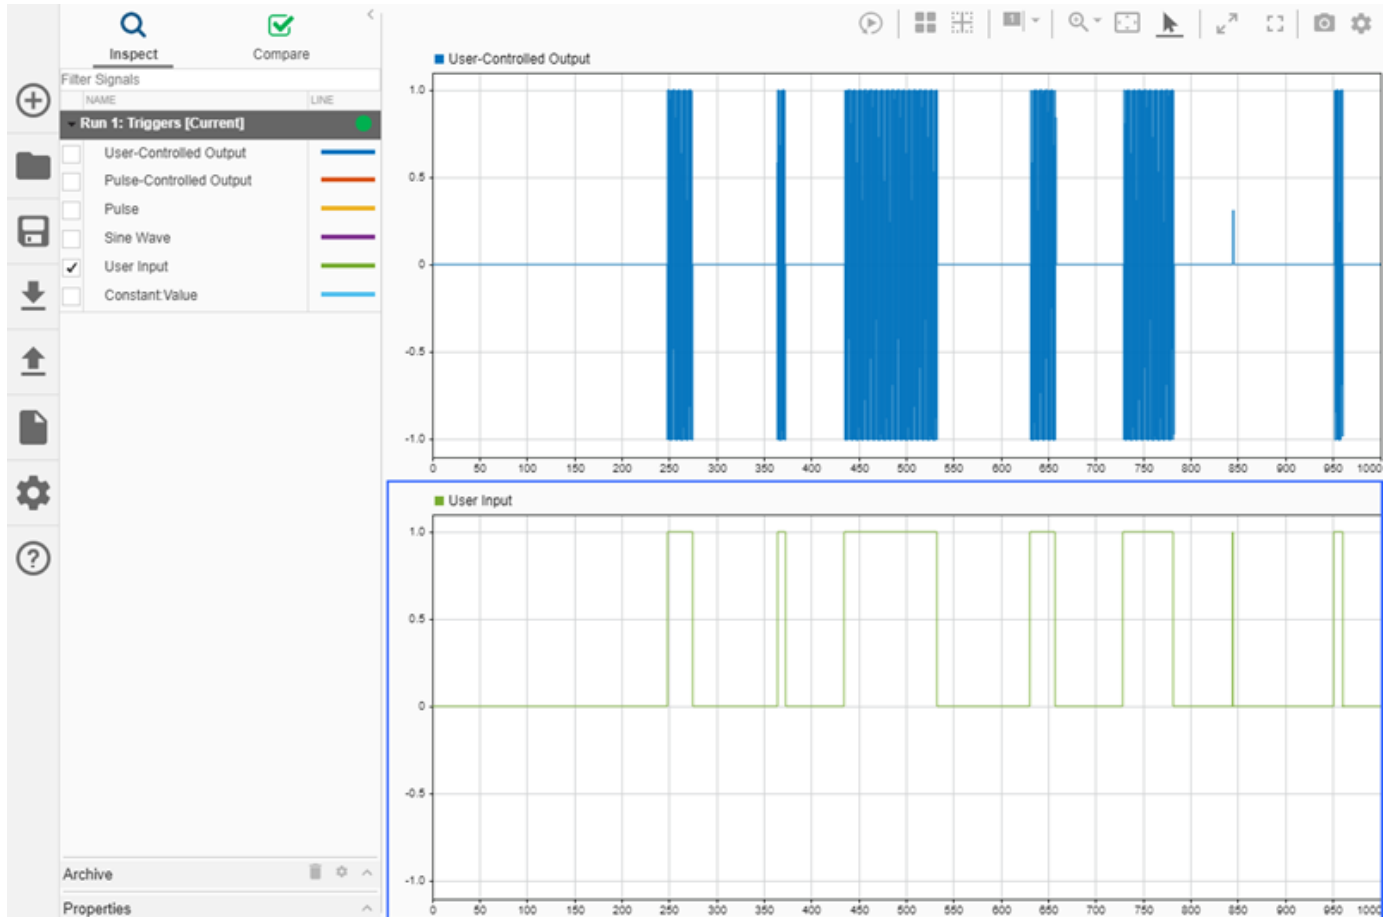 Inspect
Compare
Filter Signals
NAME
LINE
Run 1: Triggers [Current]
User-Controlled Output
Pulse-Controlled Output
Pulse
Sine Wave
User Input
Constant:Value
Archive
Properties
1
User-Controlled Output
1.0
0.5
0
-0.5
-1.0
0 50 100 150 200 250 300 350 400 450 500 550 600 650 700 750 800 850 900 950 1000
User Input
1.0
0.5
0
-0.5
-1.0
0 50 100 150 200 250 300 350 400 450 500 550 600 650 700 750 800 850 900 950 1000